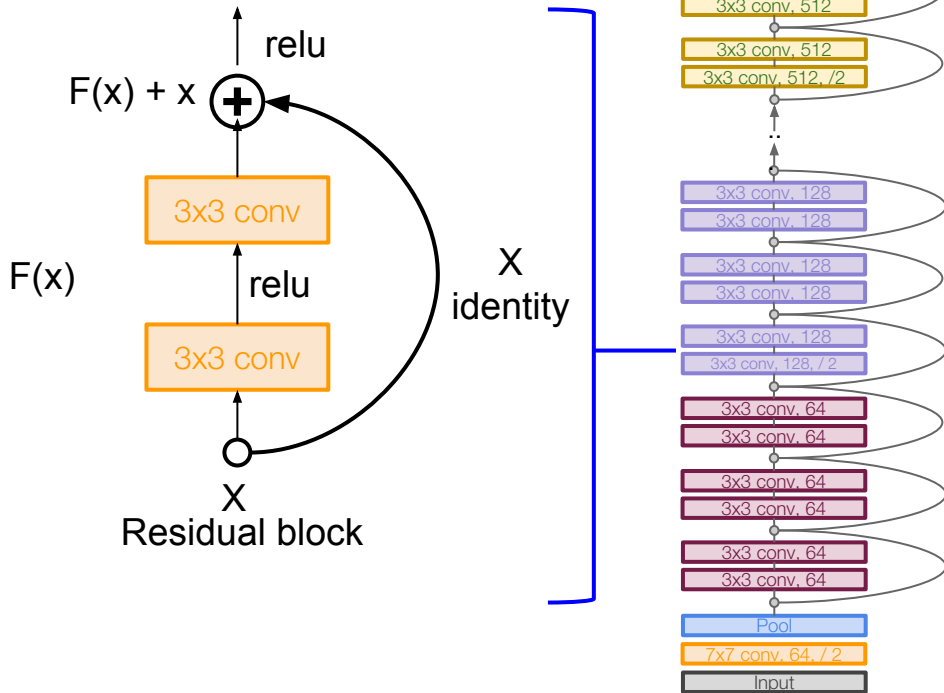 relu
F(x) + x
+
3x3 conv
F(x)
relu
X
identity
3x3 conv
X
Residual block
3x3 conv, 512
3x3 conv, 512
3x3 conv, 512, /2
..
3x3 conv, 128
3x3 conv, 128
3x3 conv, 128
3x3 conv, 128
3x3 conv, 128
3x3 conv, 128, / 2
3x3 conv, 64
3x3 conv, 64
3x3 conv, 64
3x3 conv, 64
3x3 conv, 64
3x3 conv, 64
Pool
7x7 conv, 64, / 2
Input